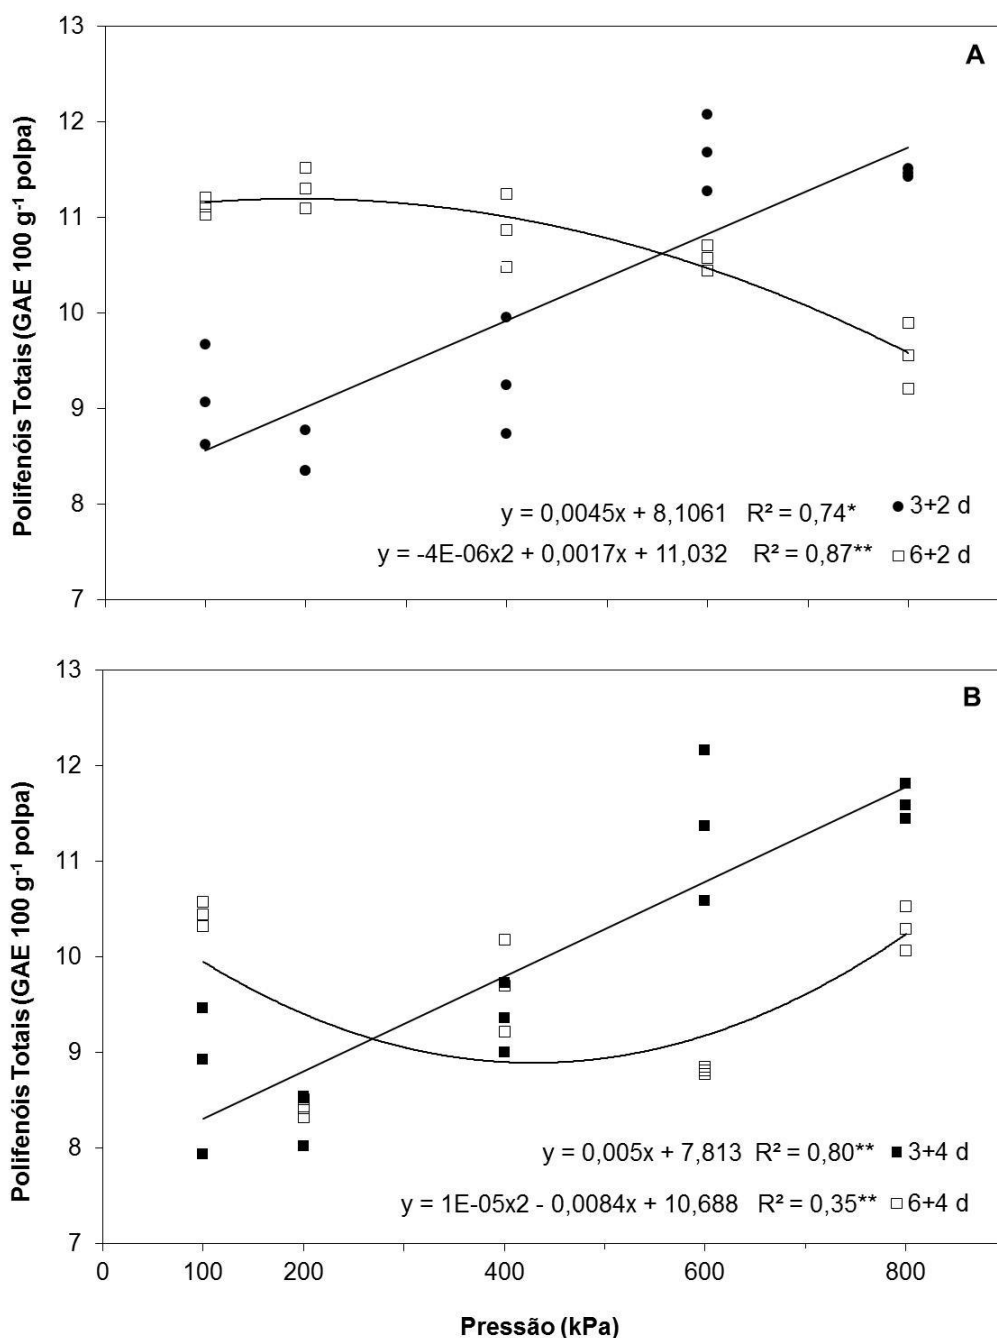 13
A
12
11
10
9
8
7
Polifenóis Totais (GAE 100 g-1 polpa)
y = 0,0045x + 8,1061 R² = 0,74* 3+2 d
y = -4E-06x2 + 0,0017x + 11,032 R² = 0,87** 6+2 d
13
B
12
11
10
9
8
7
Polifenóis Totais (GAE 100 g-1 polpa)
y = 0,005x + 7,813 R² = 0,80** 3+4 d
y = 1E-05x2 - 0,0084x + 10,688 R² = 0,35** 6+4 d
0 100 200 400 600 800
Pressão (kPa)